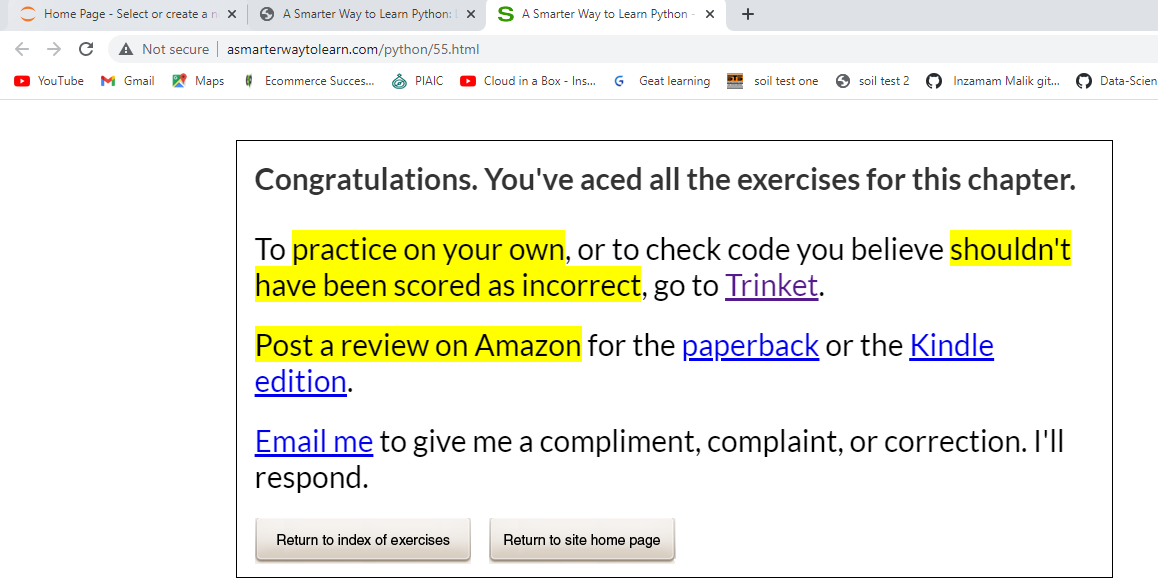 Home Page - Select or create a n
A Smarter Way to Learn Python:
A Smarter Way to Learn Python -
Not secure
asmarterwaytolearn.com/python/55.html
YouTube
Gmail
Maps
Ecommerce Succes...
PIAIC
Cloud in a Box - Ins...
Geat learning
soil test one
soil test 2
Inzamam Malik git...
Data-Scien
Congratulations. You've aced all the exercises for this chapter.
To practice on your own, or to check code you believe shouldn't
have been scored as incorrect, go to Trinket.
Post a review on Amazon for the paperback or the Kindle
edition.
Email me to give me a compliment, complaint, or correction. I'll
respond.
Return to index of exercises
Return to site home page